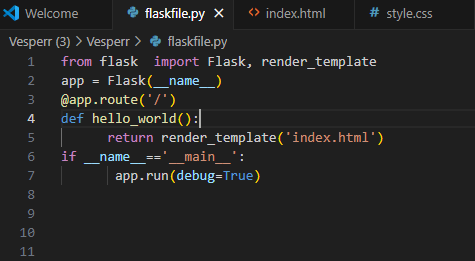 Welcome flaskfile.py × index.html style.css
Vesperr (3) > Vesperr > flaskfile.py
1 from flask  import Flask, render_template
2 app = Flask(__name__)
3 @app.route('/')
4 def hello_world():
5 return render_template('index.html')
6 if __name__=='__main__':
7 app.run(debug=True)
8
9
10
11